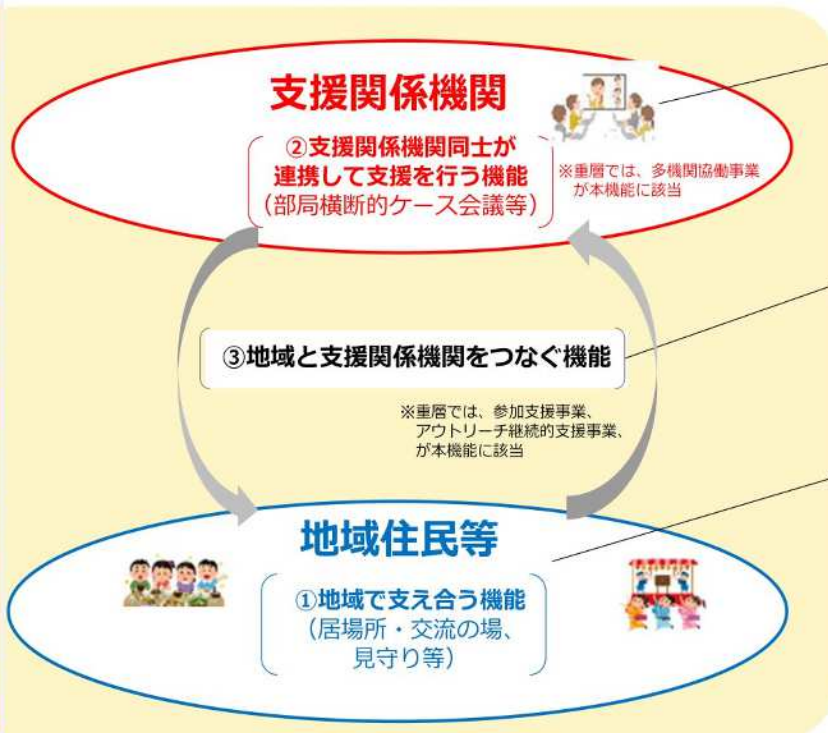 支援関係機関
②支援関係機関同士が
連携して支援を行う機能
（部局横断的ケース会議等）
※重層では、多機関協働事業
が本機能に該当
③地域と支援関係機関をつなぐ機能
※重層では、参加支援事業、
アウトリーチ継続的支援事業、
が本機能に該当
地域住民等
①地域で支え合う機能
（居場所・交流の場、
見守り等）